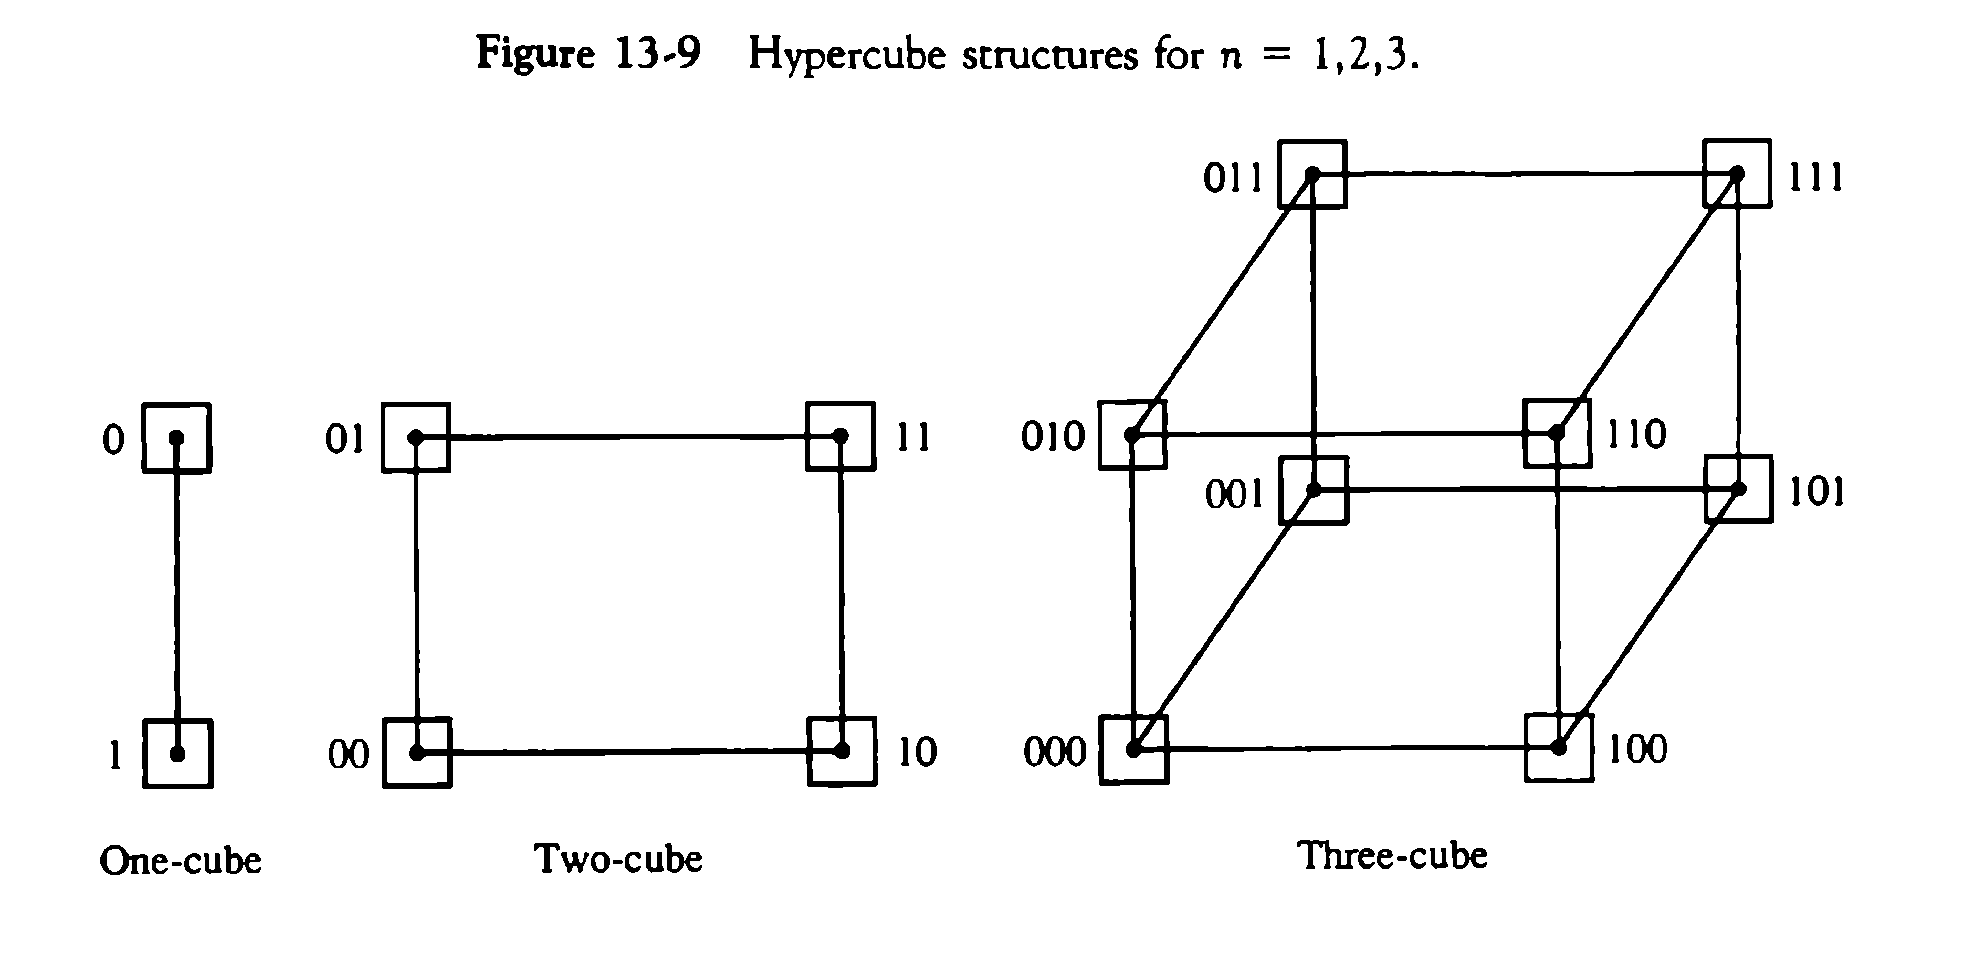 Figure 13-9 Hypercube structures for n = 1,2,3.
011 111
0 01 11 010 110
001 101
1 00 10 000 100
One-cube Two-cube Three-cube